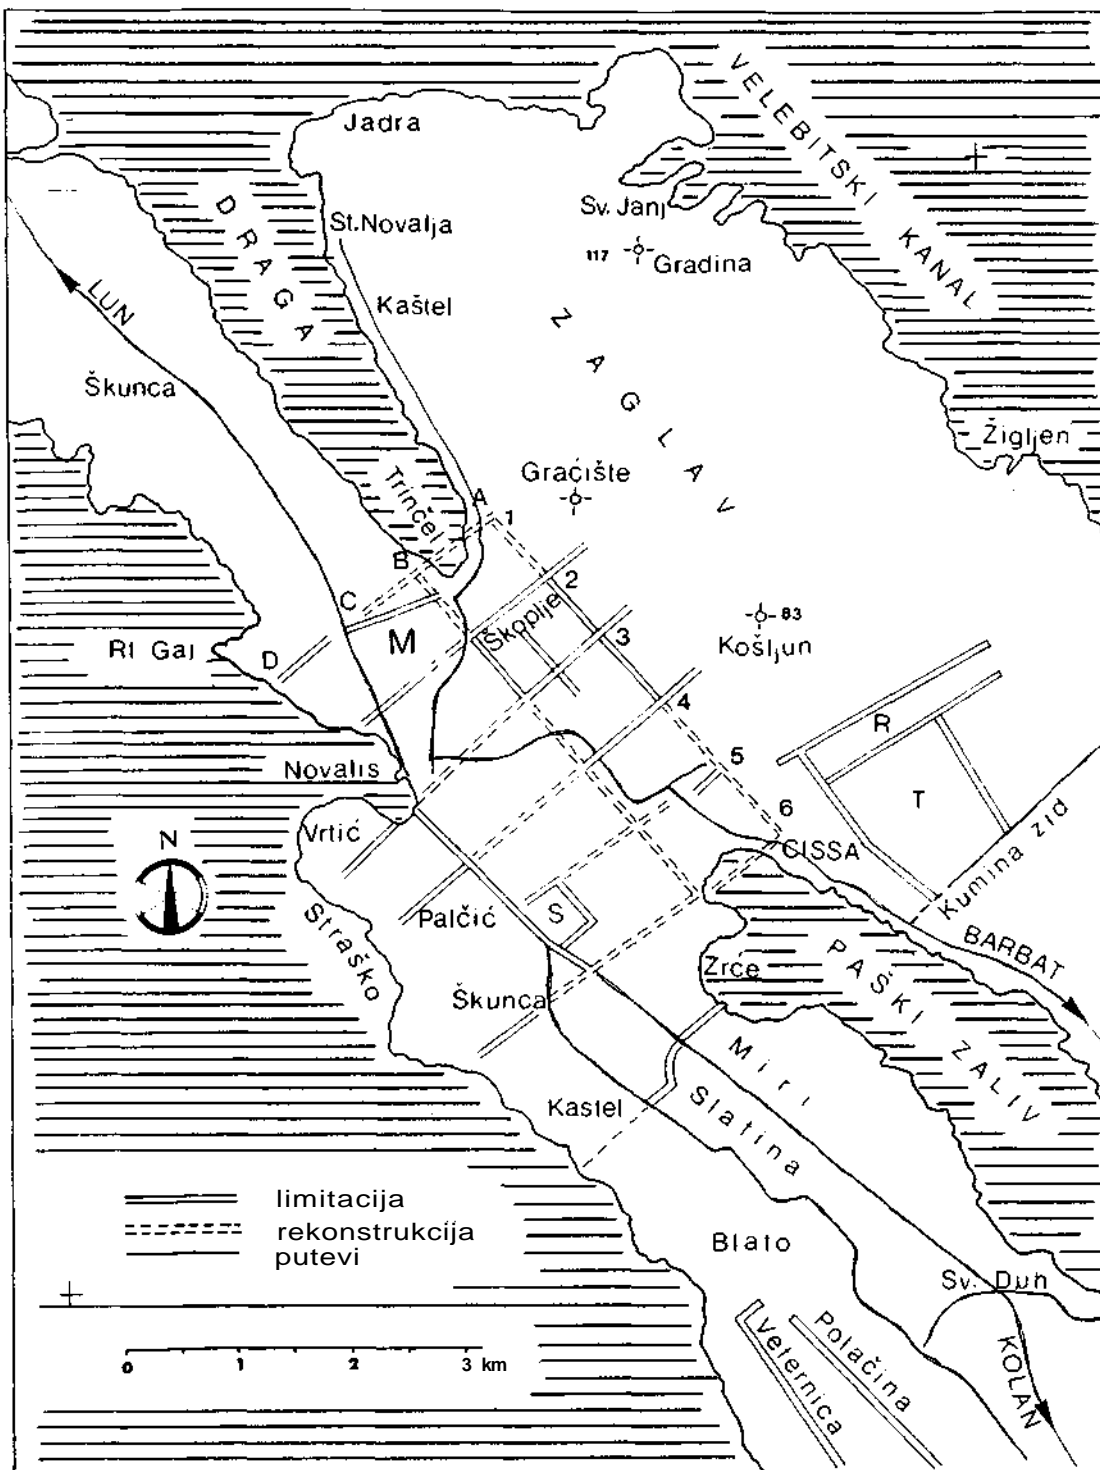 Jadra
VELEBITSKI KANAL
DRAGA
St.Novalja
Sv. Janj
117
Gradina
LUN
Kaštel
ZAGLAV
Škunca
Žigljen
Gračište
Trinčel
A
1
B
2
C
Škoplje
3
83
Košljun
M
Rt Gaj
D
4
R
5
Novalis
T
6
Vrtić
CISSA
Kumina zid
N
S
Palčić
Straško
BARBAT
PAŠKI ZALIV
Zrće
Škunca
Miri
Slatina
Kastel
limitacija
rekonstrukcija
putevi
Blato
Sv. Duh
Veternica
Polačina
KOLAN
0 1 2 3 km